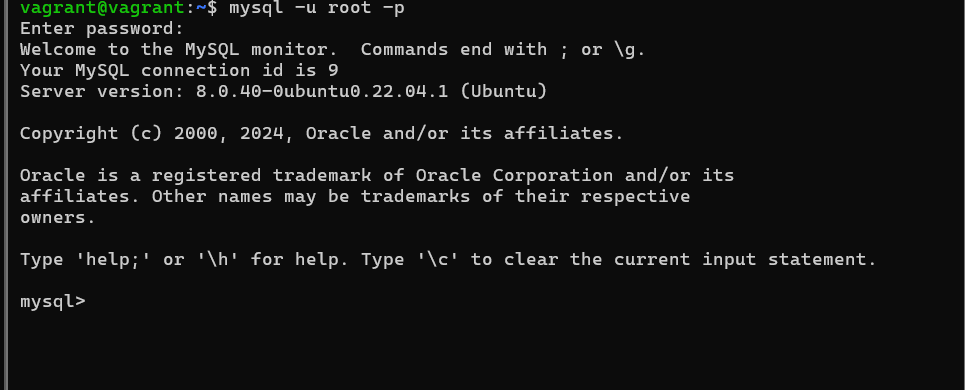 vagrant@vagrant:~$ mysql -u root -p
Enter password:
Welcome to the MySQL monitor.  Commands end with ; or \g.
Your MySQL connection id is 9
Server version: 8.0.40-0ubuntu0.22.04.1 (Ubuntu)

Copyright (c) 2000, 2024, Oracle and/or its affiliates.

Oracle is a registered trademark of Oracle Corporation and/or its
affiliates. Other names may be trademarks of their respective
owners.

Type 'help;' or '\h' for help. Type '\c' to clear the current input statement.

mysql>